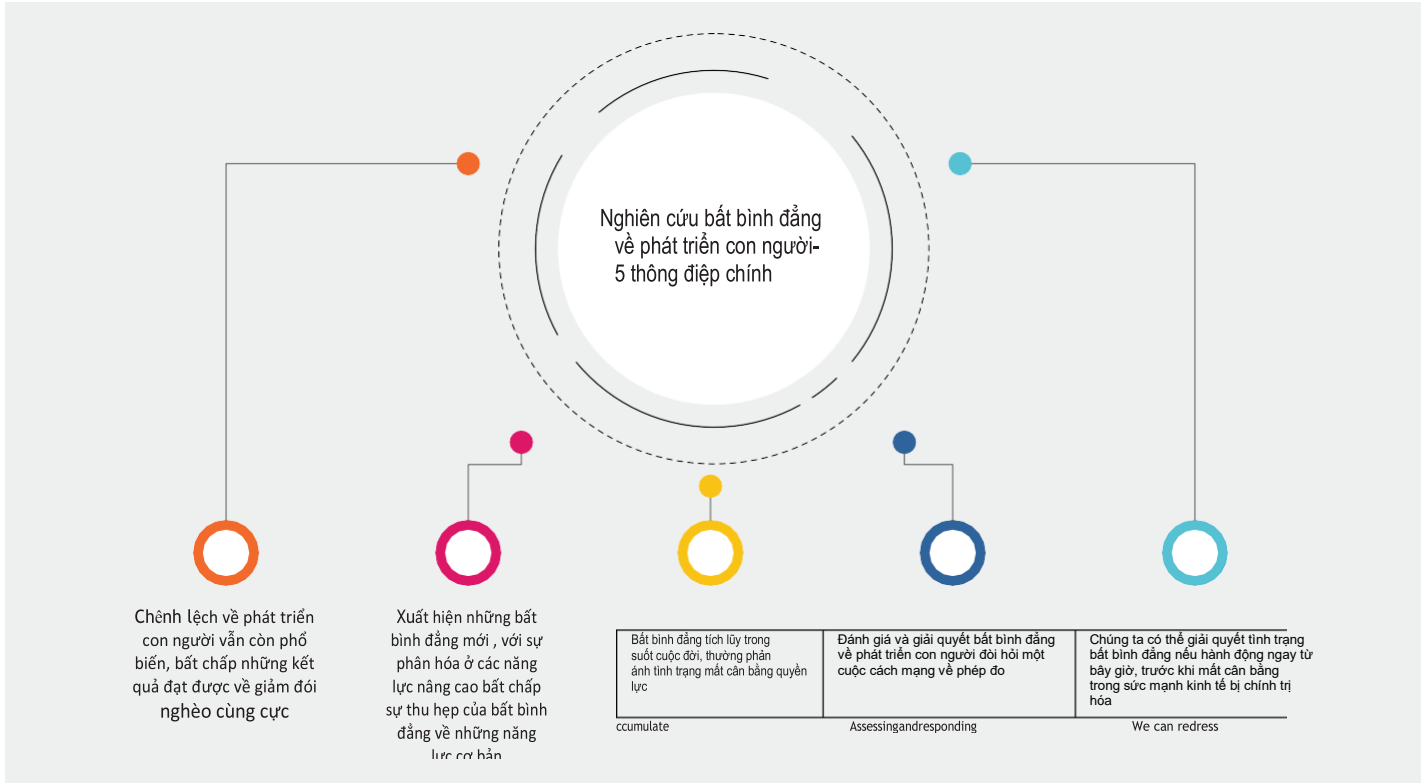 Nghiên cứu bất bình đẳng
về phát triển con người-
5 thông điệp chính
Chênh lệch về phát triển
con người vẫn còn phổ
biến, bất chấp những kết
quả đạt được về giảm đói
nghèo cùng cực
Xuất hiện những bất
bình đẳng mới , với sự
phân hóa ở các năng
lực nâng cao bất chấp
sự thu hẹp của bất bình
đẳng về những năng
lực cơ bản
Bất bình đẳng tích lũy trong
suốt cuộc đời, thường phản
ánh tình trạng mất cân bằng quyền
lực
Đánh giá và giải quyết bất bình đẳng
về phát triển con người đòi hỏi một
cuộc cách mạng về phép đo
Chúng ta có thể giải quyết tình trạng
bất bình đẳng nếu hành động ngay từ
bây giờ, trước khi mất cân bằng
trong sức mạnh kinh tế bị chính trị
hóa
ccumulate
Assessingandresponding
We can redress